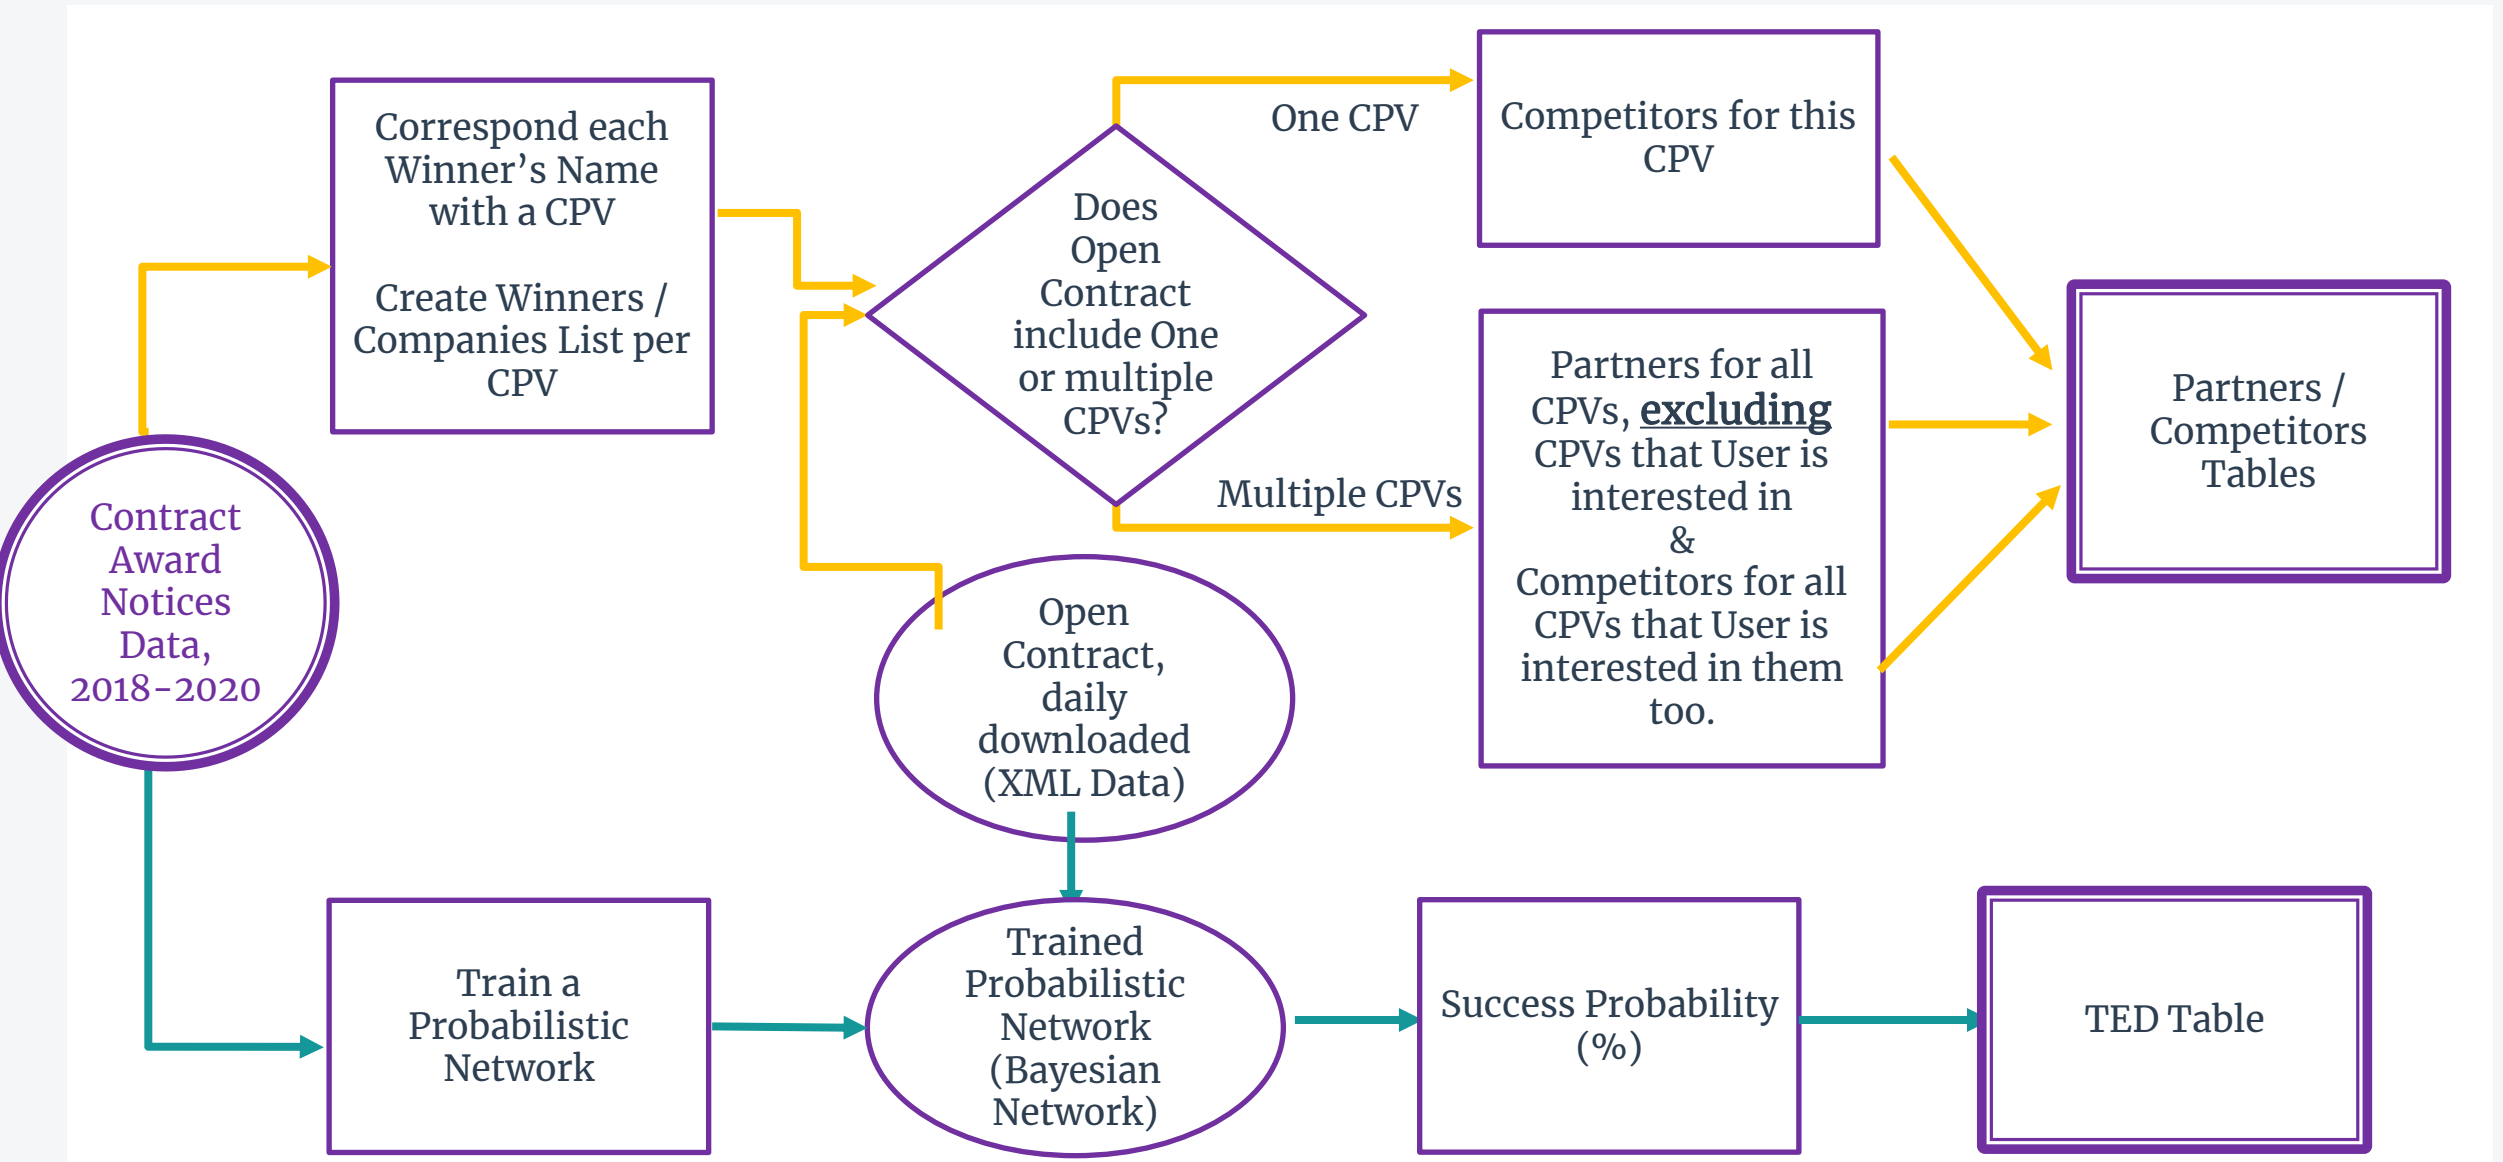 Correspond each
Winner’s Name
with a CPV
Create Winners /
Companies List per
CPV
Does
Open
Contract
include One
or multiple
CPVs?
One CPV
Competitors for this
CPV
Multiple CPVs
Partners for all
CPVs, excluding
CPVs that User is
interested in
&
Competitors for all
CPVs that User is
interested in them
too.
Partners /
Competitors
Tables
Contract
Award
Notices
Data,
2018-2020
Open
Contract,
daily
downloaded
(XML Data)
Train a
Probabilistic
Network
Trained
Probabilistic
Network
(Bayesian
Network)
Success Probability
(%)
TED Table